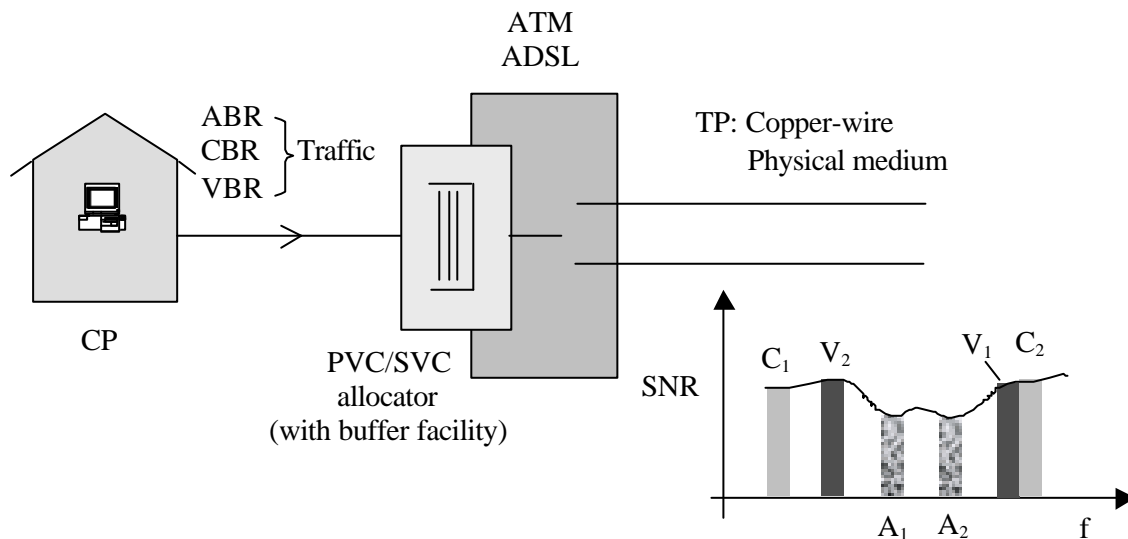 ATM
ADSL
ABR
CBR
VBR
Traffic
TP: Copper-wire
Physical medium
CP
PVC/SVC
allocator
(with buffer facility)
SNR
C₁
V₂
V₁
C₂
A₁
A₂
f